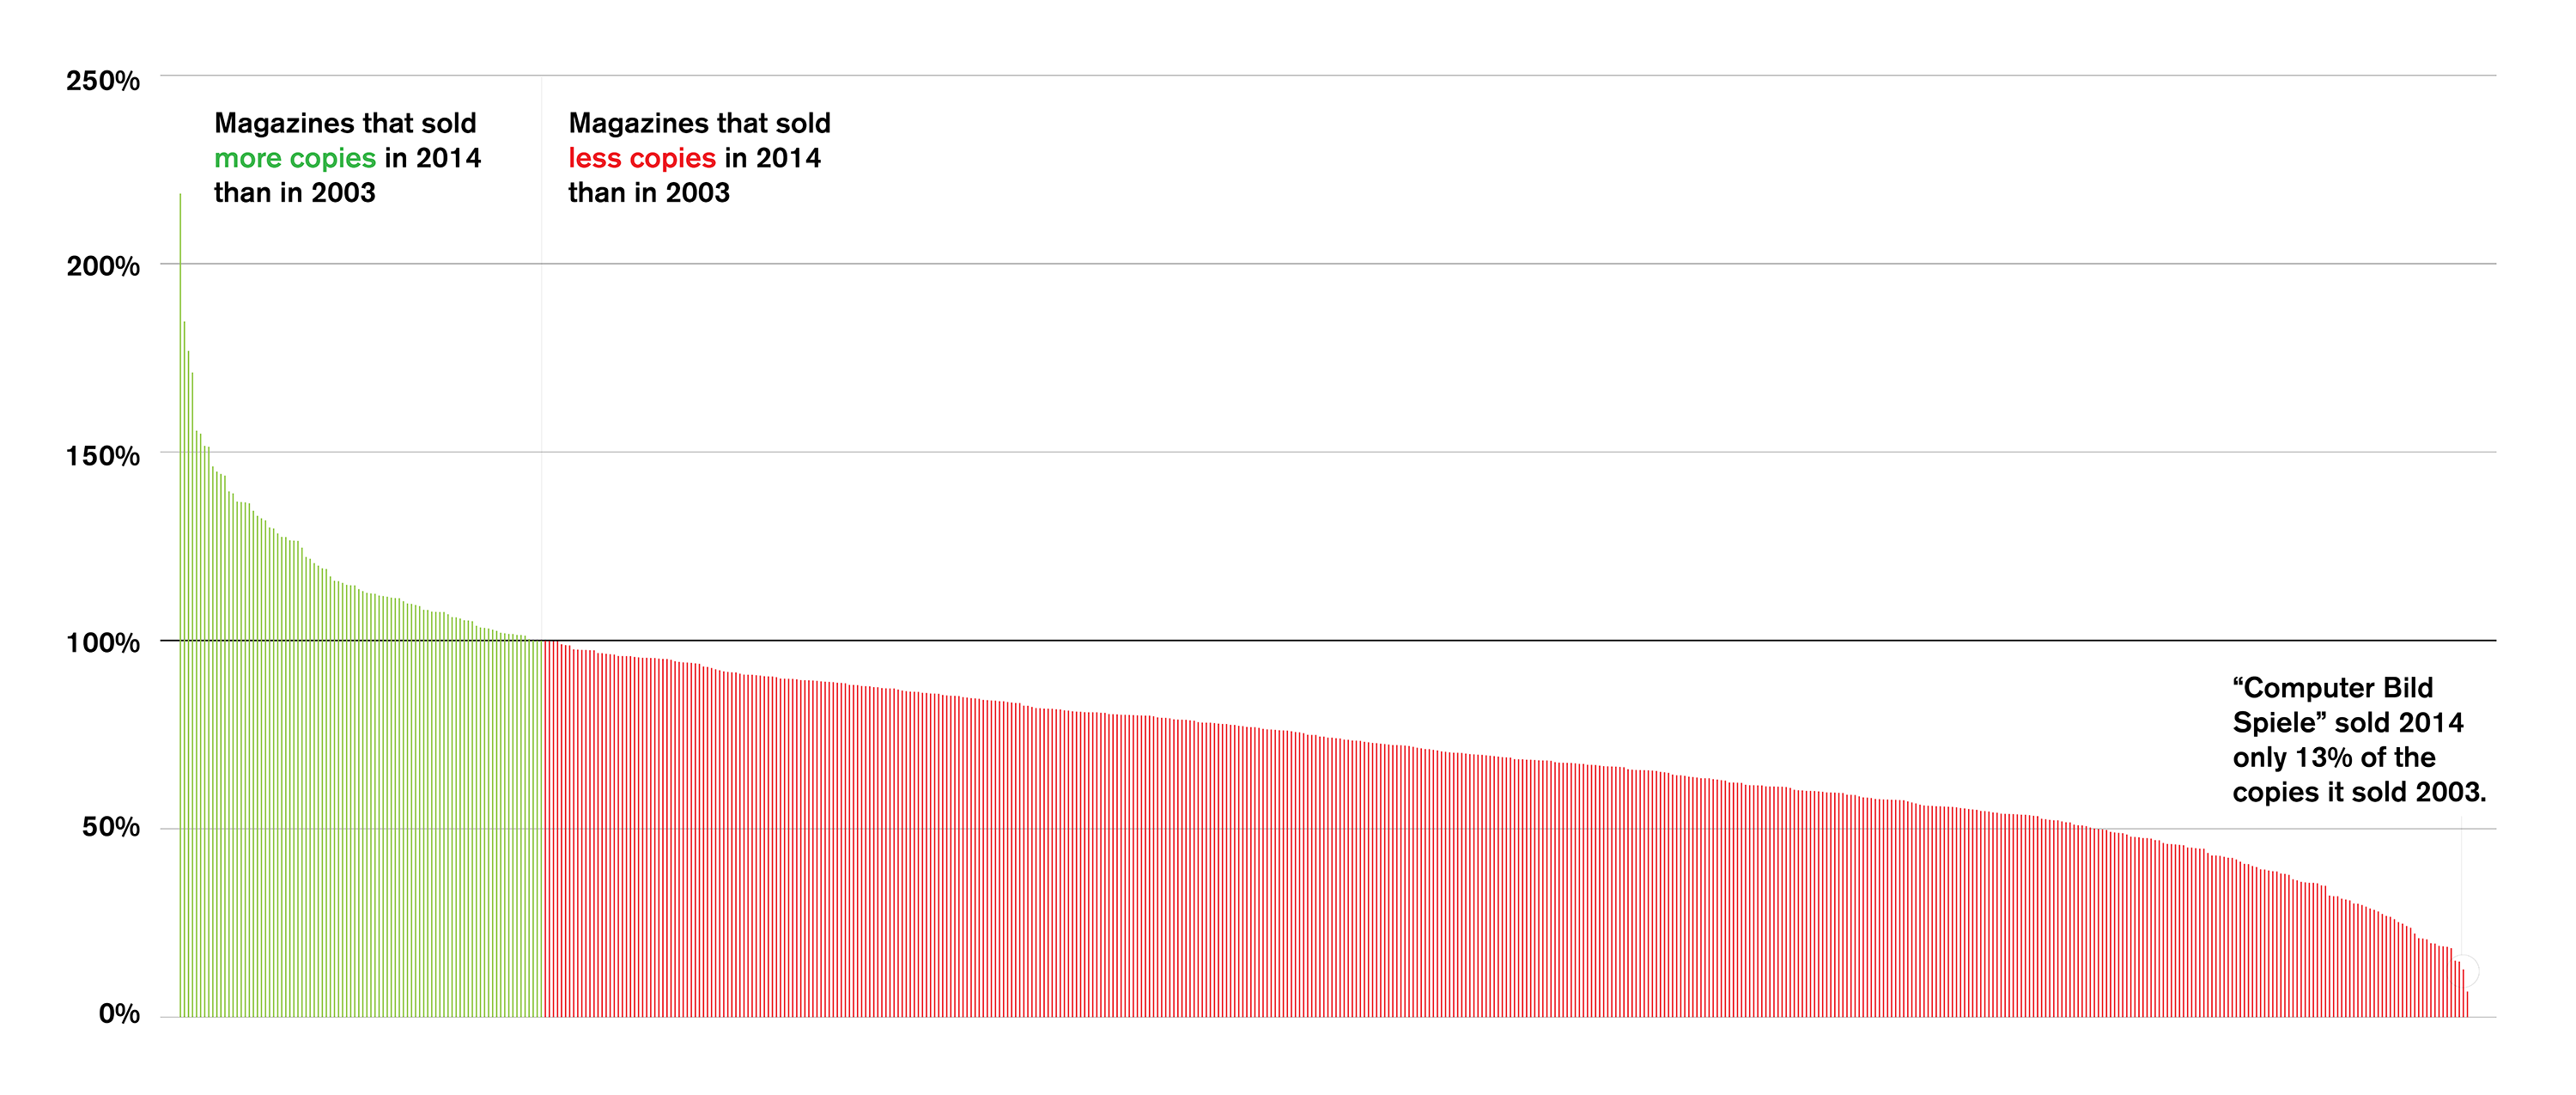 250%
Magazines that sold
more copies in 2014
than in 2003
Magazines that sold
less copies in 2014
than in 2003
200%
150%
100%
“Computer Bild
Spiele” sold 2014
only 13% of the
copies it sold 2003.
50%
0%